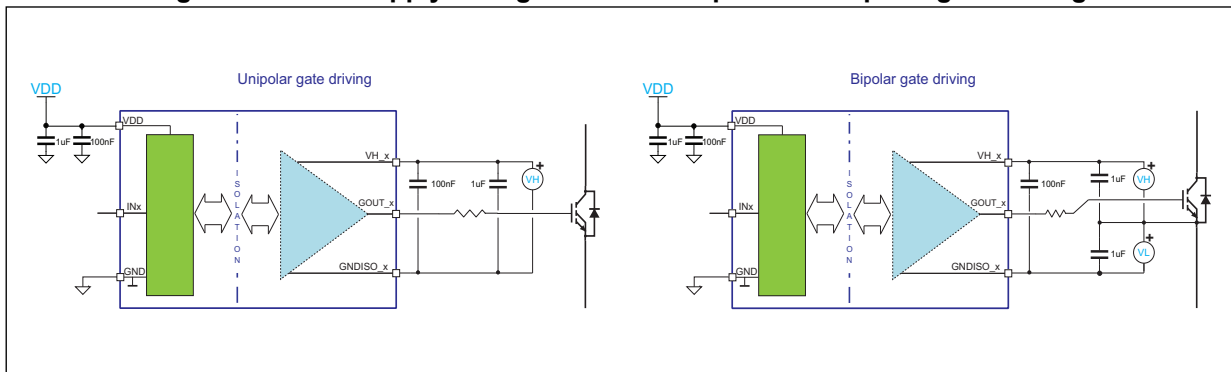 Unipolar gate driving
VDD
VDD
1uF
100nF
VH_x
100nF
1uF
VH
INx
ISOLATION
GOUT_x
GND
GNDISO_x
Bipolar gate driving
VDD
VDD
1uF
100nF
VH_x
100nF
1uF
VH
INx
ISOLATION
GOUT_x
1uF
VL
GND
GNDISO_x